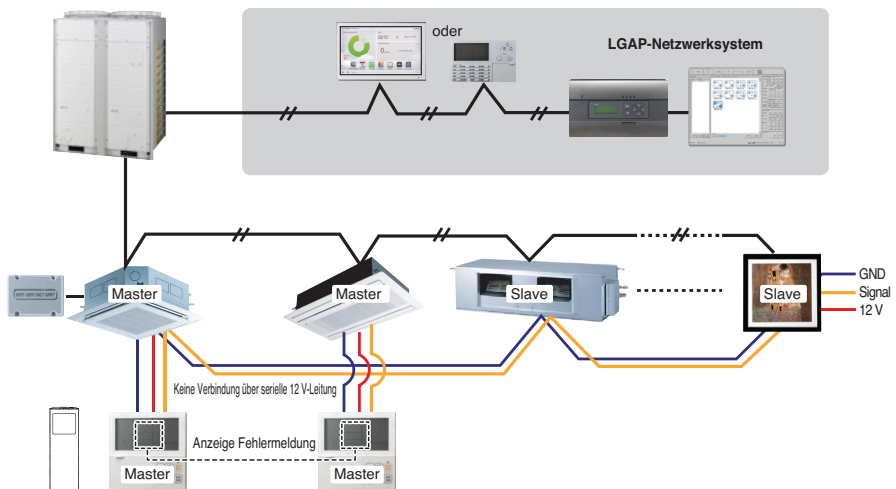 oder
LGAP-Netzwerksystem
Master
Master
Slave
Slave
GND
Signal
12 V
Keine Verbindung über serielle 12 V-Leitung
Anzeige Fehlermeldung
Master
Master